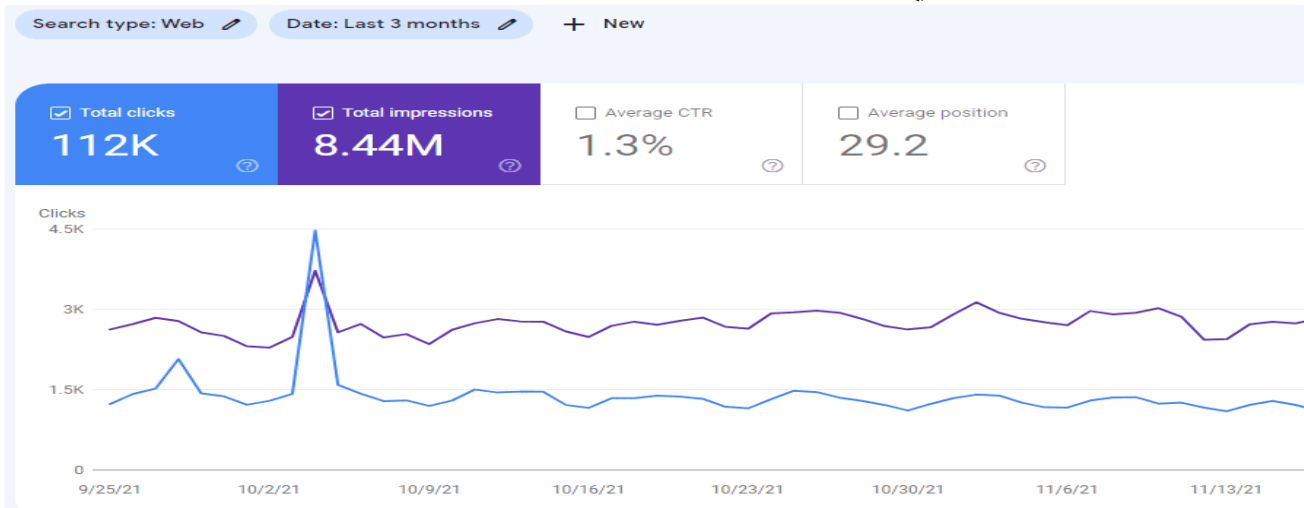 Search type: Web Date: Last 3 months + New
Total clicks Total impressions Average CTR Average position
112K 8.44M 1.3% 29.2
Clicks
4.5K
3K
1.5K
0
9/25/21 10/2/21 10/9/21 10/16/21 10/23/21 10/30/21 11/6/21 11/13/21